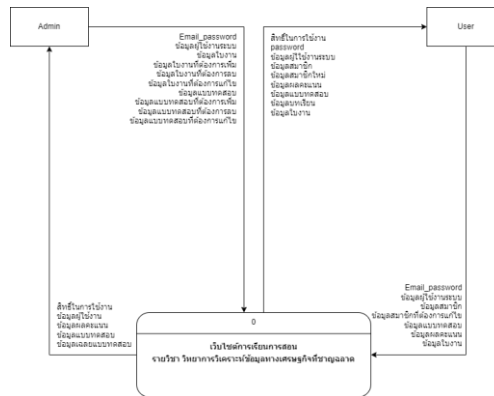 Admin
User
Email_password
ข้อมูลผู้ใช้งานระบบ
ข้อมูลใบงาน
ข้อมูลใบงานที่ต้องการเพิ่ม
ข้อมูลใบงานที่ต้องการลบ
ข้อมูลใบงานที่ต้องการแก้ไข
ข้อมูลแบบทดสอบ
ข้อมูลแบบทดสอบที่ต้องการเพิ่ม
ข้อมูลแบบทดสอบที่ต้องการลบ
ข้อมูลแบบทดสอบที่ต้องการแก้ไข
สิทธิ์ในการใช้งาน
password
ข้อมูลผู้ใช้งานระบบ
ข้อมูลสมาชิก
ข้อมูลสมาชิกใหม่
ข้อมูลผลคะแนน
ข้อมูลแบบทดสอบ
ข้อมูลบทเรียน
ข้อมูลใบงาน
สิทธิ์ในการใช้งาน
ข้อมูลผู้ใช้งาน
ข้อมูลผลคะแนน
ข้อมูลแบบทดสอบ
ข้อมูลเฉลยแบบทดสอบ
0
เว็บไซต์การเรียนการสอน
รายวิชา วิทยาการวิเคราะห์ข้อมูลทางเศรษฐกิจที่ชาญฉลาด
Email_password
ข้อมูลผู้ใช้งานระบบ
ข้อมูลสมาชิก
ข้อมูลสมาชิกที่ต้องการแก้ไข
ข้อมูลแบบทดสอบ
ข้อมูลผลคะแนน
ข้อมูลใบงาน